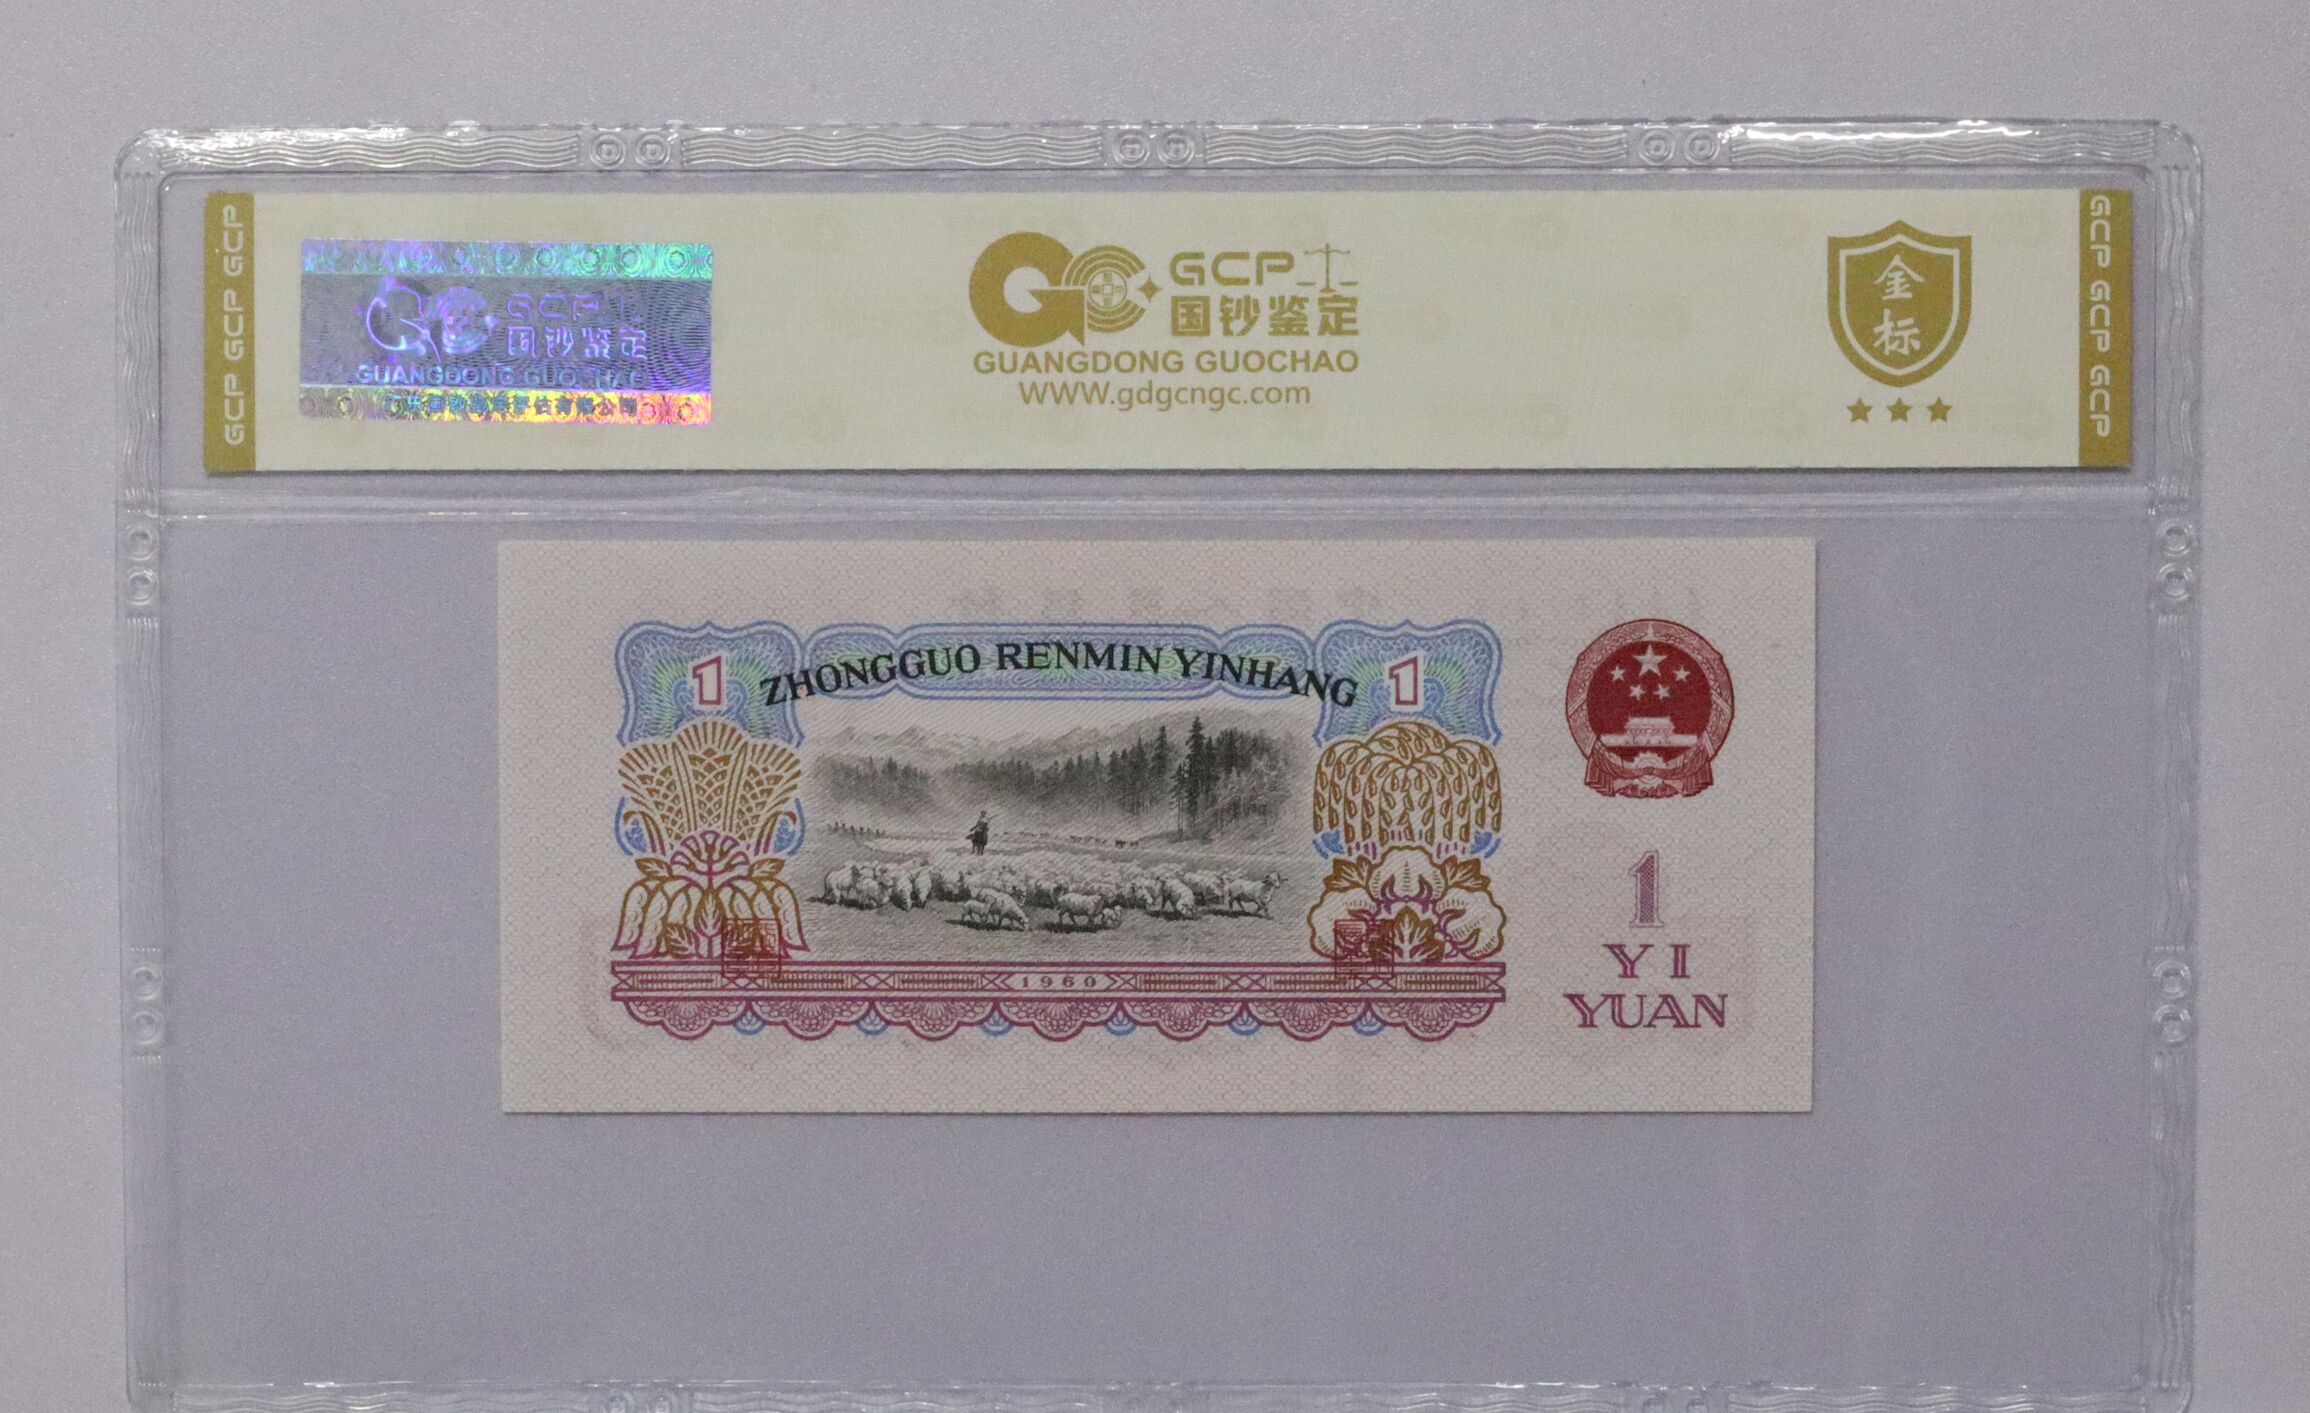 GCP GCP GCP
GCP
国钞鉴定
GUANGDONG GUOCHAO
GCP
国钞鉴定
GUANGDONG GUOCHAO
WWW.gdgcngc.com
金
标
GCP GCP GCP
ZHONGGUO RENMIN YINHANG
1
1
1960
1
YI
YUAN